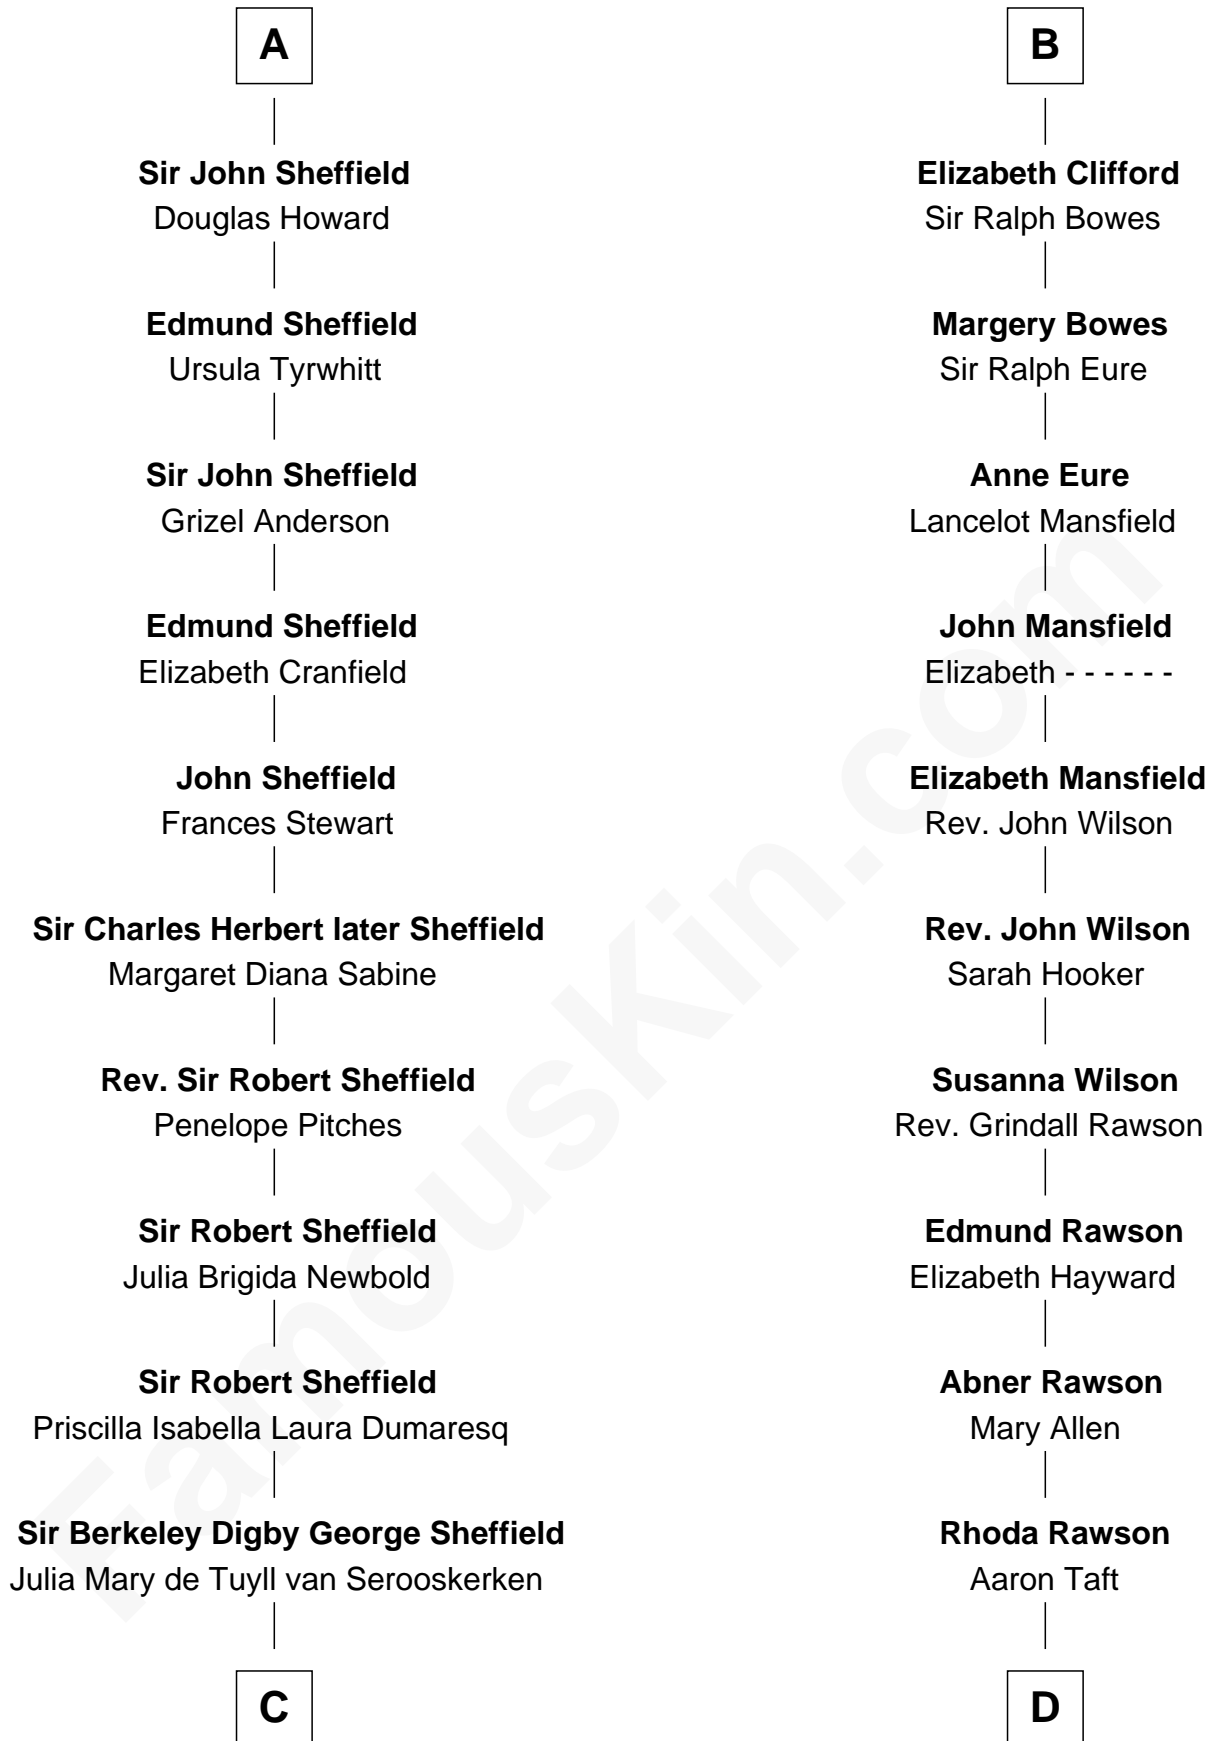 A
Sir John Sheffield
Douglas Howard
Edmund Sheffield
Ursula Tyrwhitt
Sir John Sheffield
Grizel Anderson
Edmund Sheffield
Elizabeth Cranfield
John Sheffield
Frances Stewart
Sir Charles Herbert later Sheffield
Margaret Diana Sabine
Rev. Sir Robert Sheffield
Penelope Pitches
Sir Robert Sheffield
Julia Brigida Newbold
Sir Robert Sheffield
Priscilla Isabella Laura Dumaresq
Sir Berkeley Digby George Sheffield
Julia Mary de Tuyll van Serooskerken
C
B
Elizabeth Clifford
Sir Ralph Bowes
Margery Bowes
Sir Ralph Eure
Anne Eure
Lancelot Mansfield
John Mansfield
Elizabeth - - - - - -
Elizabeth Mansfield
Rev. John Wilson
Rev. John Wilson
Sarah Hooker
Susanna Wilson
Rev. Grindall Rawson
Edmund Rawson
Elizabeth Hayward
Abner Rawson
Mary Allen
Rhoda Rawson
Aaron Taft
D
FamousKin.com